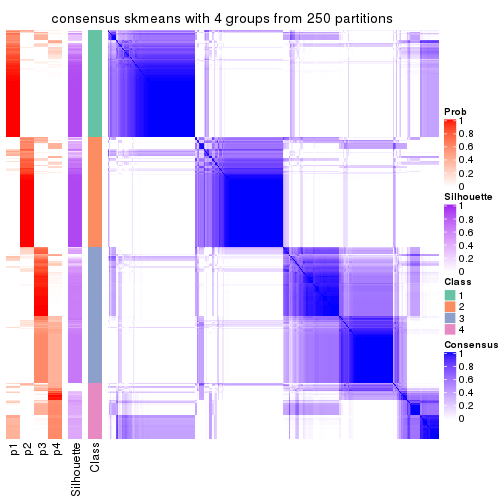 consensus skmeans with 4 groups from 250 partitions
Prob
1
0.8
0.6
0.4
0.2
0
Silhouette
1
0.8
0.6
0.4
0.2
0
Class
1
2
3
4
Consensus
1
0.8
0.6
0.4
0.2
0
p1
p2
p3
p4
Silhouette
Class